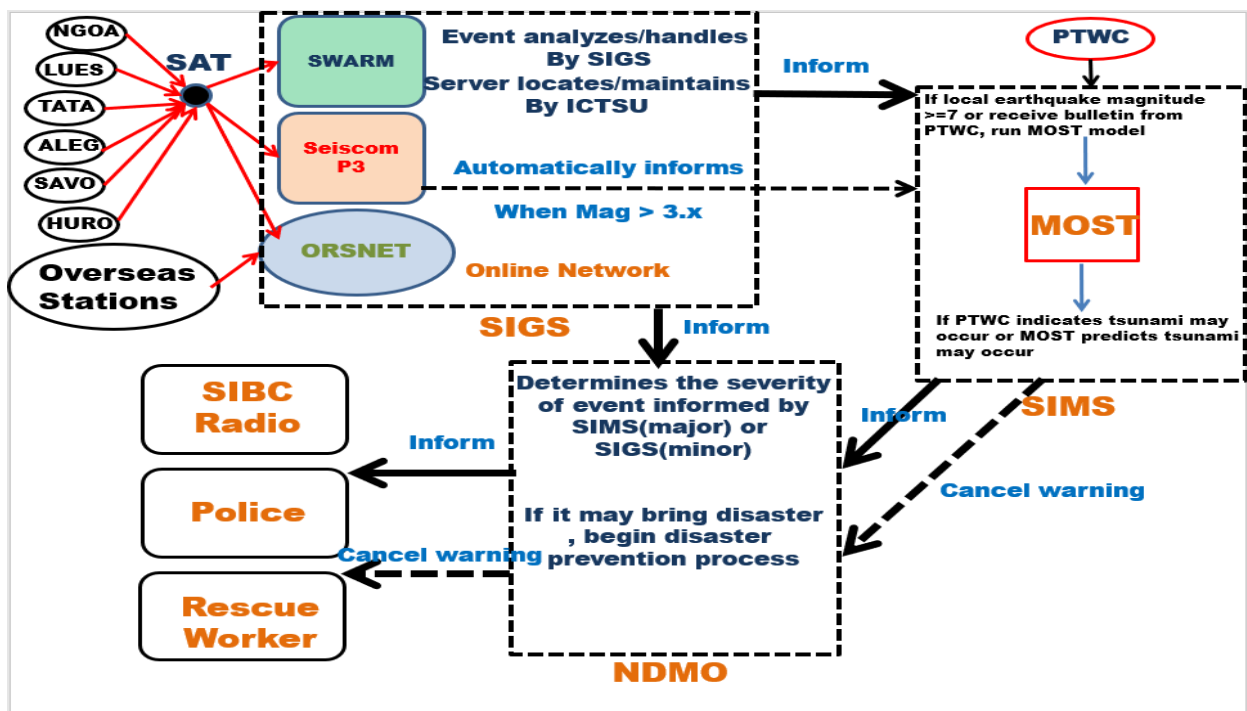 NGOA
LUES
TATA
ALEG
SAVO
HURO
Overseas
Stations
SAT
SWARM
Seiscom
P3
ORSNET
Event analyzes/handles
By SIGS
Server locates/maintains
By ICTSU
Automatically informs
When Mag > 3.x
Online Network
SIGS
Inform
Inform
PTWC
If local earthquake magnitude
>=7 or receive bulletin from
PTWC, run MOST model
MOST
If PTWC indicates tsunami may
occur or MOST predicts tsunami
may occur
SIMS
Inform
Cancel warning
Determines the severity
of event informed by
SIMS(major) or
SIGS(minor)
If it may bring disaster
, begin disaster
prevention process
NDMO
Inform
Cancel warning
SIBC
Radio
Police
Rescue
Worker